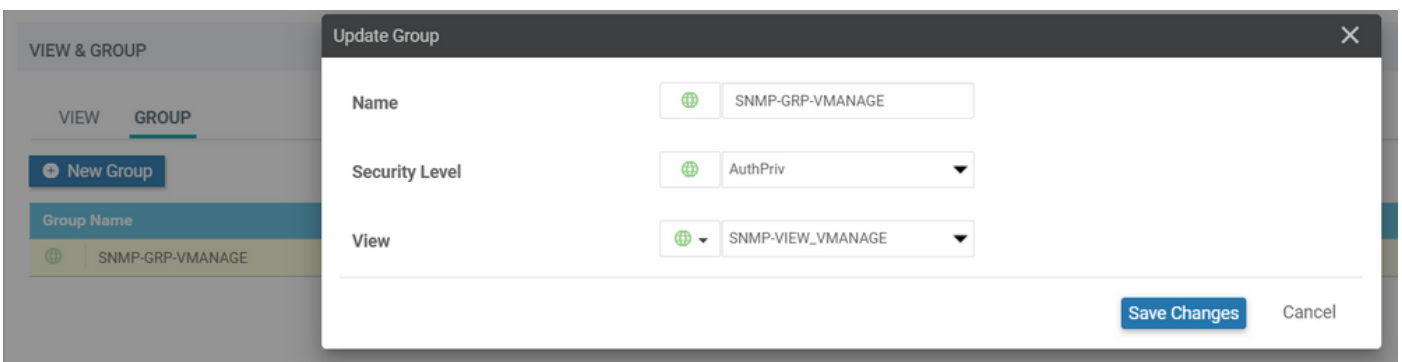 VIEW & GROUP
VIEW GROUP
New Group
Group Name
SNMP-GRP-VMANAGE
Update Group
Name SNMP-GRP-VMANAGE
Security Level AuthPriv
View SNMP-VIEW_VMANAGE
Save Changes Cancel